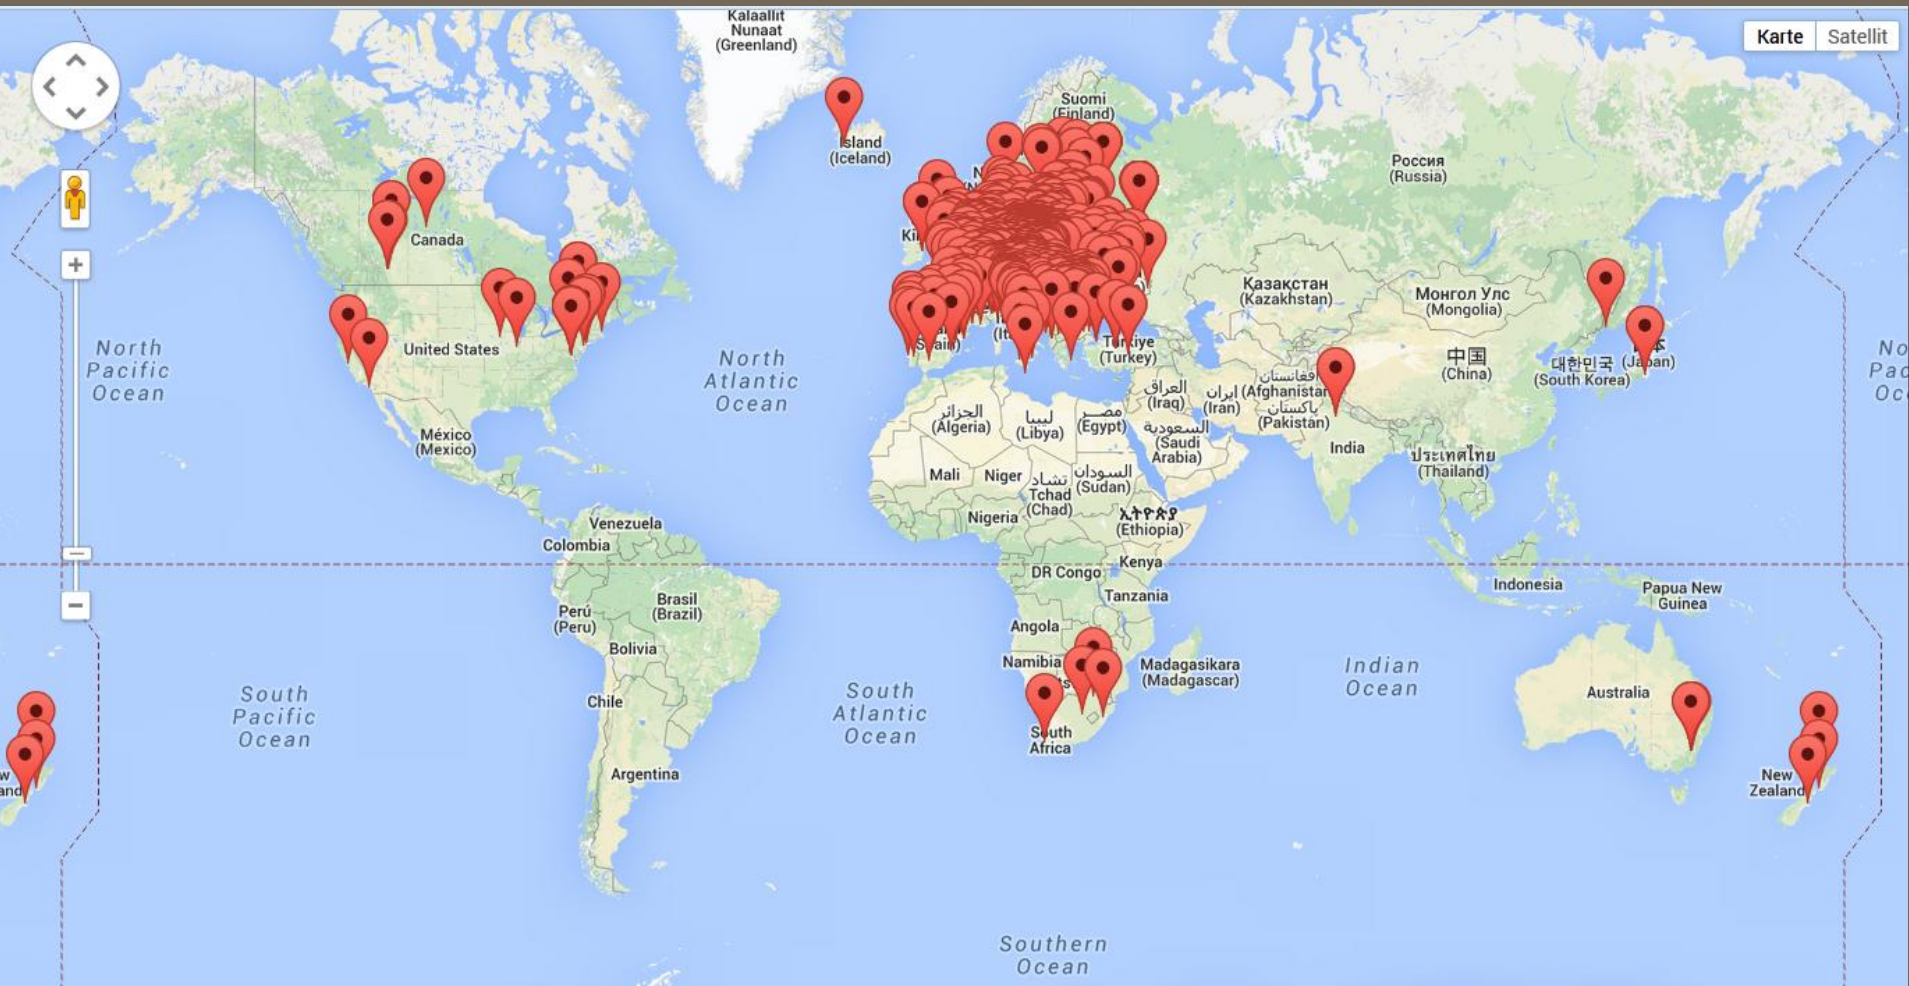 Kalaallit
Nunaat
(Greenland)
Karte
Satellit
Suomi
(Finland)
Island
(Iceland)
Россия
(Russia)
Canada
Қазақстан
(Kazakhstan)
Монгол Улс
(Mongolia)
North
Pacific
Ocean
United States
North
Atlantic
Ocean
Türkiye
(Turkey)
中国
(China)
대한민국
(South Korea)
(Japan)
العراق
(Iraq)
ایران
(Iran)
افغانستان
(Afghanistan
پاکستان
(Pakistan)
الجزائر
(Algeria)
ليبيا
(Libya)
مصر
(Egypt)
السعودية
(Saudi
Arabia)
México
(Mexico)
India
ประเทศไทย
(Thailand)
Mali
Niger
تشاد
Tchad
(Chad)
السودان
(Sudan)
Nigeria
ኢትዮጵያ
(Ethiopia)
Venezuela
Colombia
DR Congo
Kenya
Indonesia
Papua New
Guinea
Tanzania
Perú
(Peru)
Brasil
(Brazil)
Angola
Bolivia
Namibia
Madagasikara
(Madagascar)
Indian
Ocean
Australia
South
Pacific
Ocean
Chile
South
Atlantic
Ocean
South
Africa
Argentina
New
Zealand
Southern
Ocean